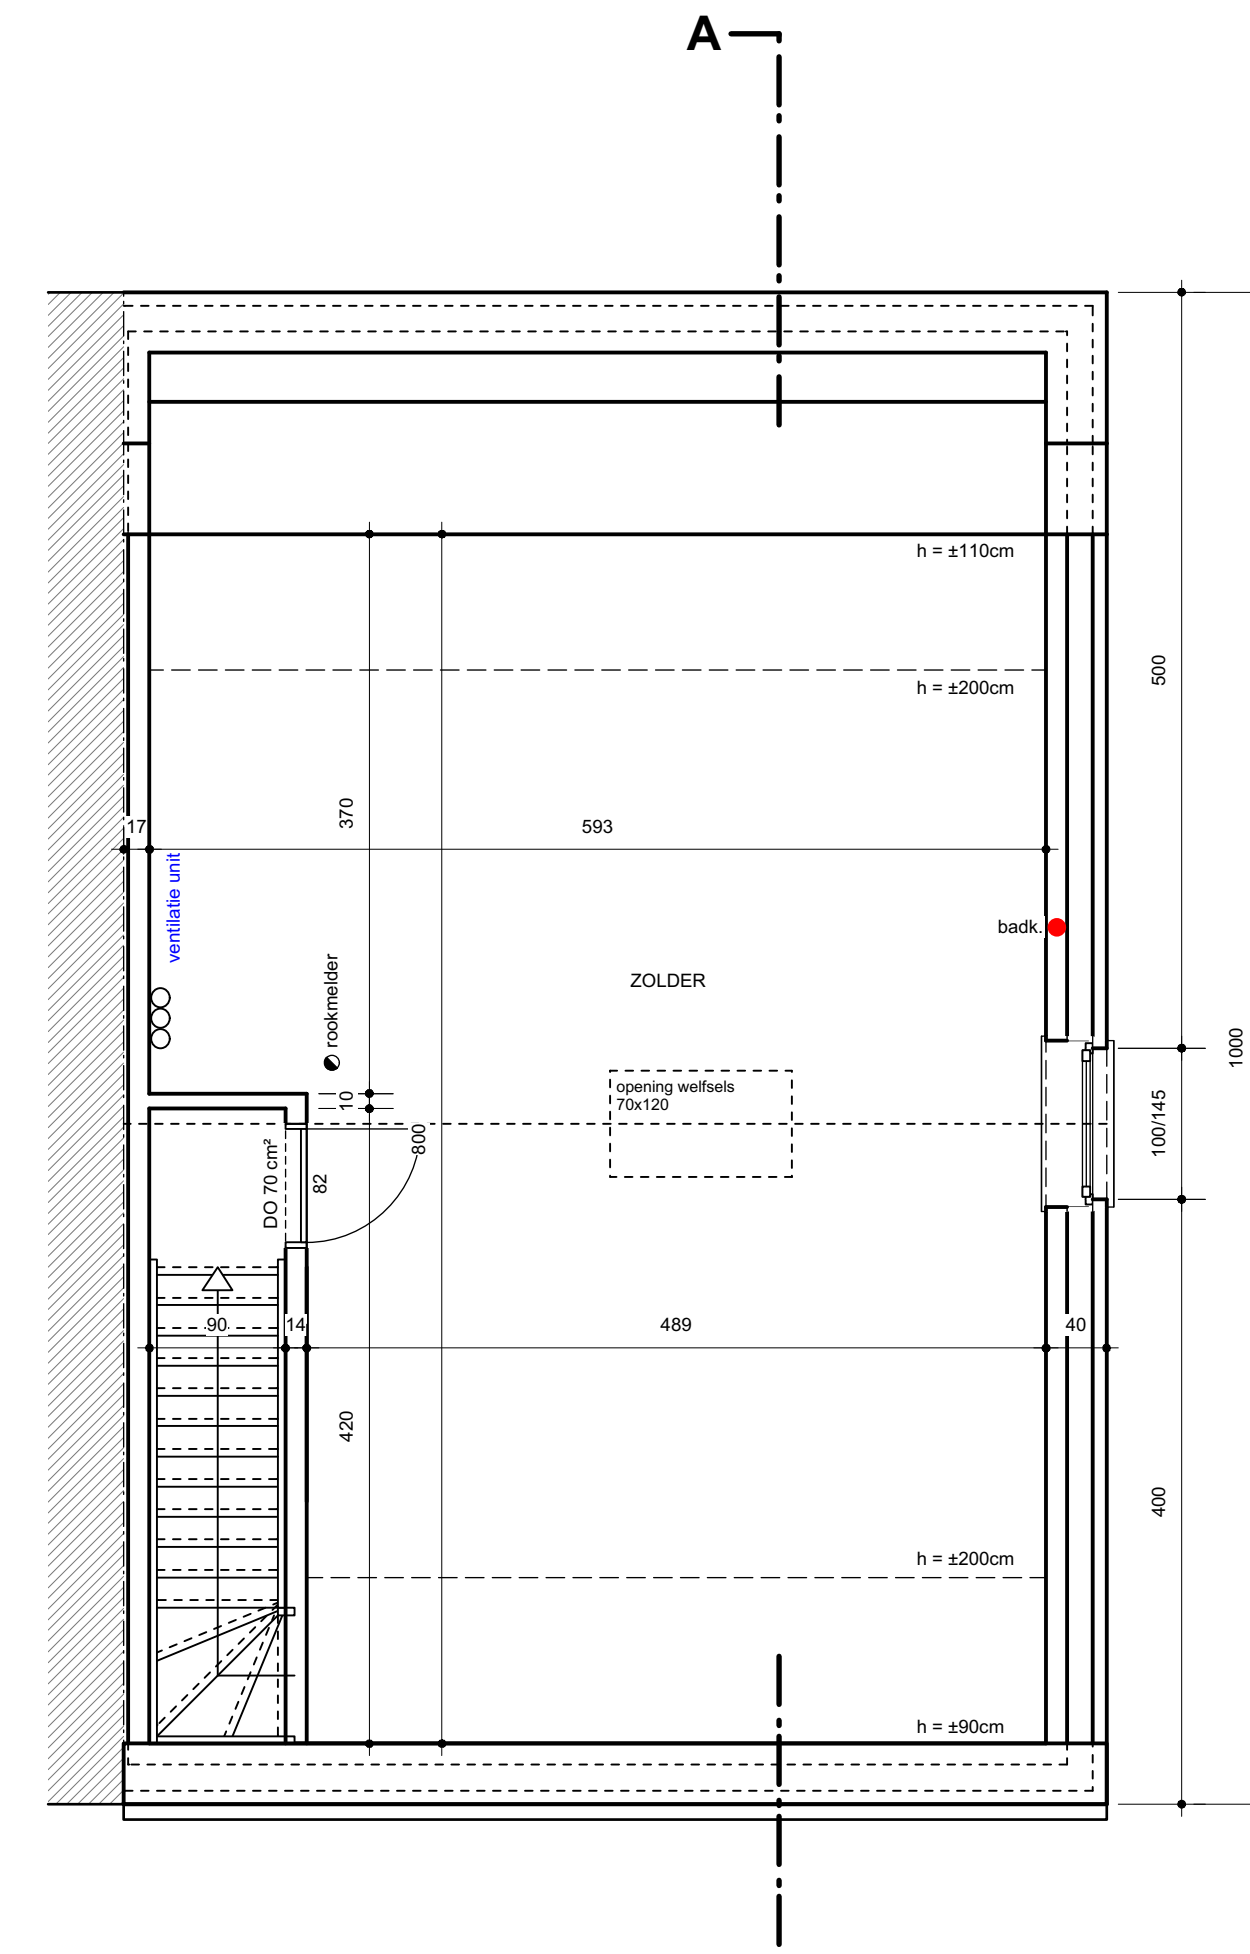 A
h = ±110cm
h = ±200cm
500
370
17
593
ventilatie unit
badk.
rookmelder
ZOLDER
1000
opening welfsels
70x120
10
800
100/145
DO 70 cm²
82
90
14
489
40
420
400
h = ±200cm
h = ±90cm